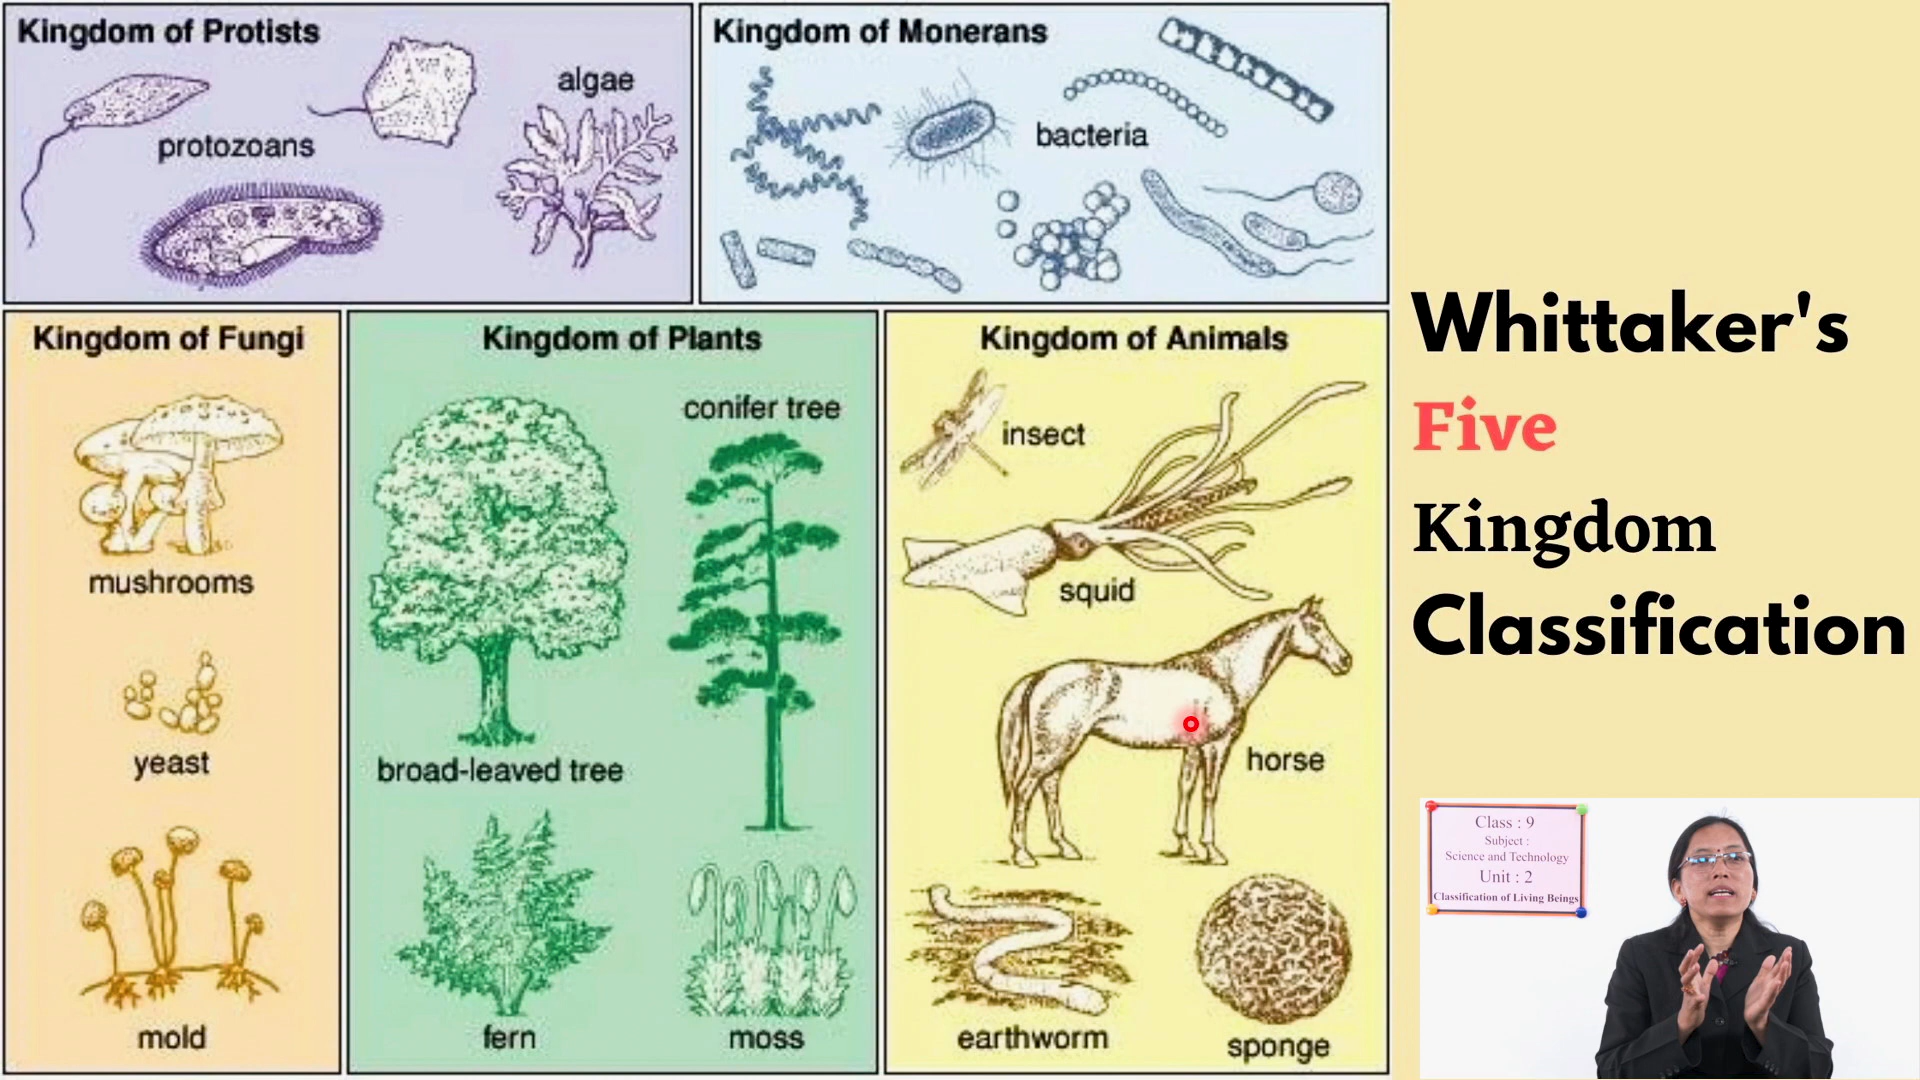 Kingdom of Protists
algae
protozoans
Kingdom of Monerans
bacteria
Kingdom of Fungi
mushrooms
yeast
mold
Kingdom of Plants
conifer tree
broad-leaved tree
fern
moss
Kingdom of Animals
insect
squid
horse
earthworm
sponge
Whittaker's
Five
Kingdom
Classification
Class : 9
Subject :
Science and Technology
Unit : 2
Classification of Living Beings